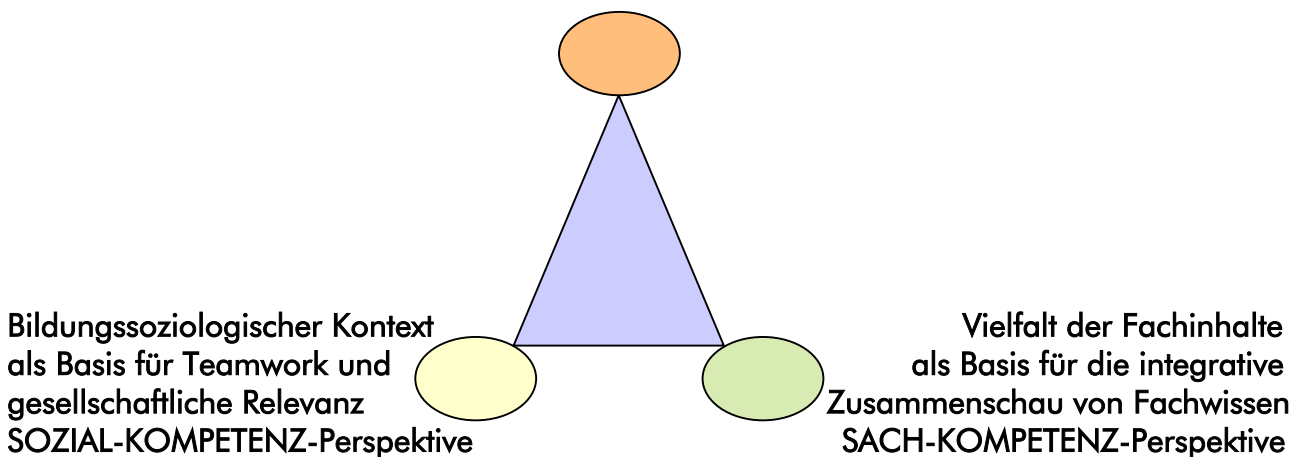 Bildungssoziologischer Kontext
als Basis für Teamwork und
gesellschaftliche Relevanz
SOZIAL-KOMPETENZ-Perspektive
Vielfalt der Fachinhalte
als Basis für die integrative
Zusammenschau von Fachwissen
SACH-KOMPETENZ-Perspektive